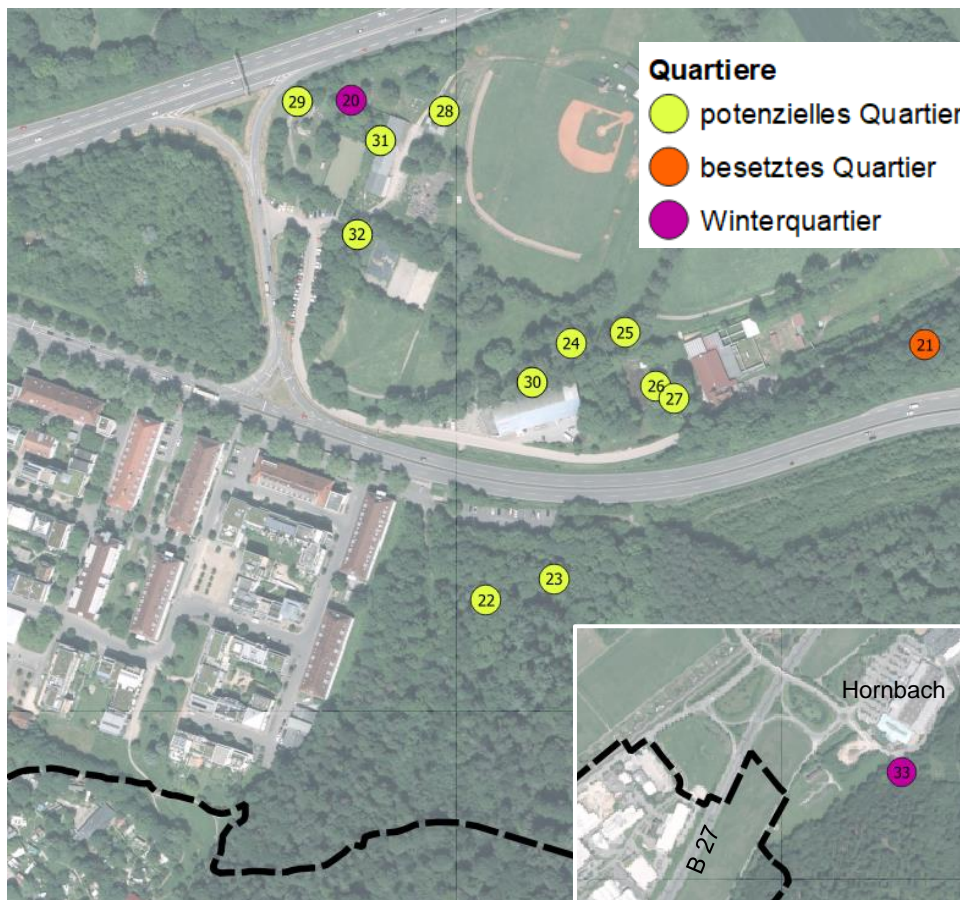 Quartiere
potenzielles Quartier
besetztes Quartier
Winterquartier
29
20
28
31
32
25
24
21
30
26
27
23
22
Hornbach
33
B 27